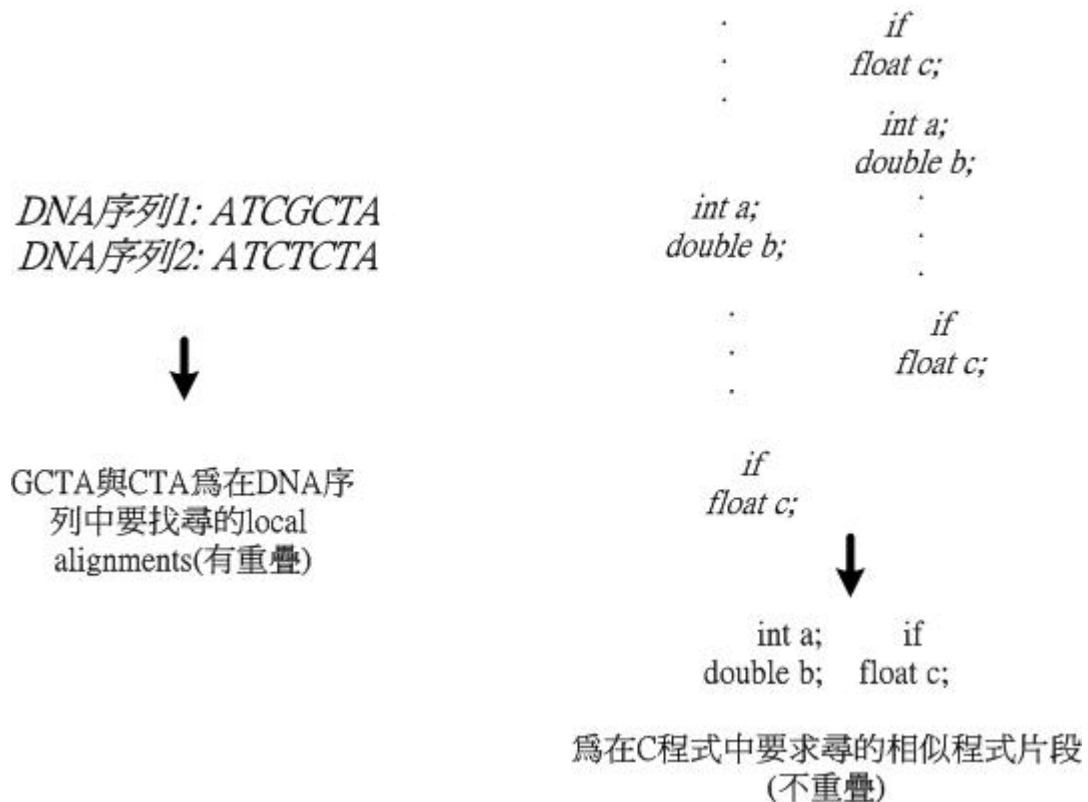 DNA序列1: ATCGCTA
DNA序列2: ATCTCTA
GCTA與CTA爲在DNA序
列中要找尋的local
alignments(有重疊)
.
.
.
int a;
double b;
.
.
.
if
float c;
if
float c;
int a;
double b;
.
.
.
if
float c;
int a;
double b;
if
float c;
爲在C程式中要求尋的相似程式片段
(不重疊)